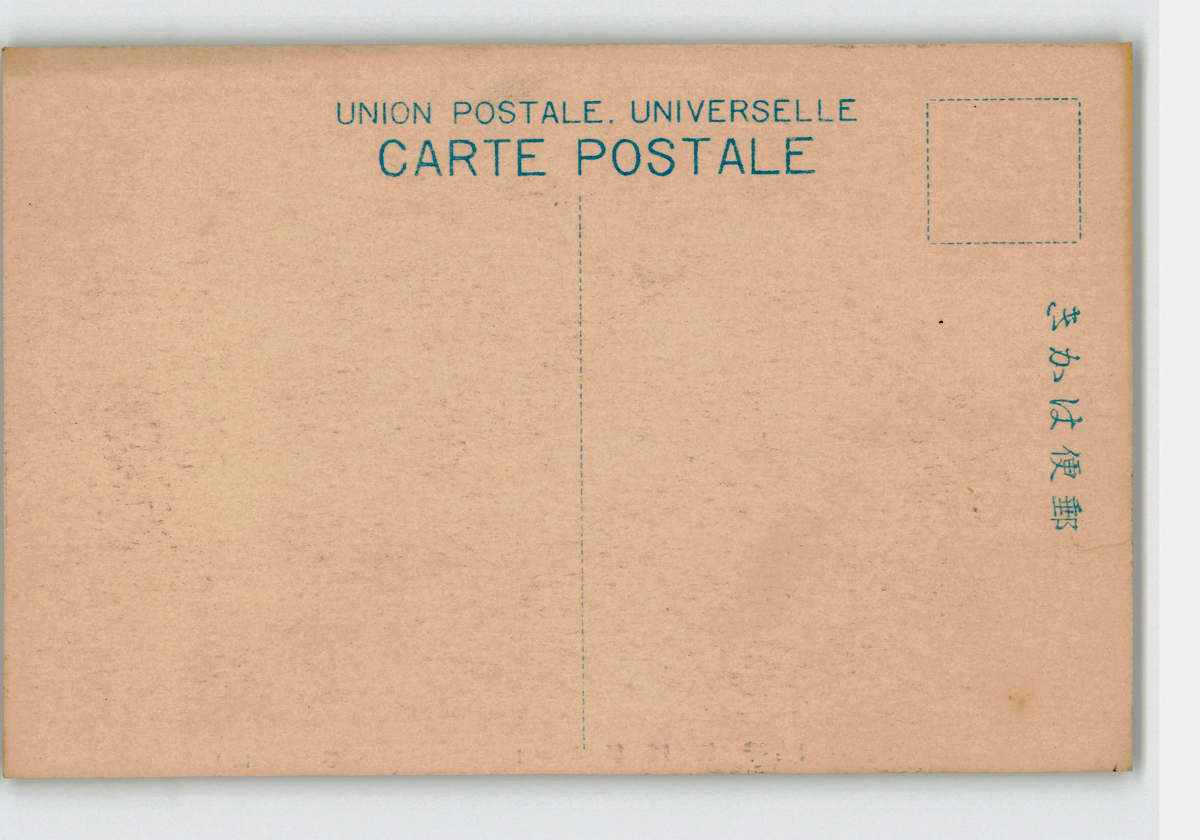 UNION POSTALE. UNIVERSELLE
CARTE POSTALE
郵便はかき